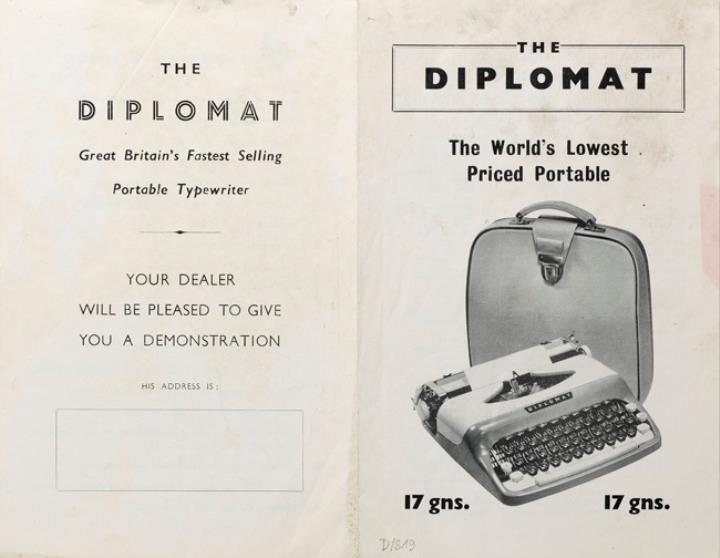 THE
DIPLOMAT
Great Britain's Fastest Selling
Portable Typewriter
YOUR DEALER
WILL BE PLEASED TO GIVE
YOU A DEMONSTRATION
HIS ADDRESS IS :
THE
DIPLOMAT
The World's Lowest
Priced Portable
DIPLOMAT
17 gns.
17 gns.
D/819